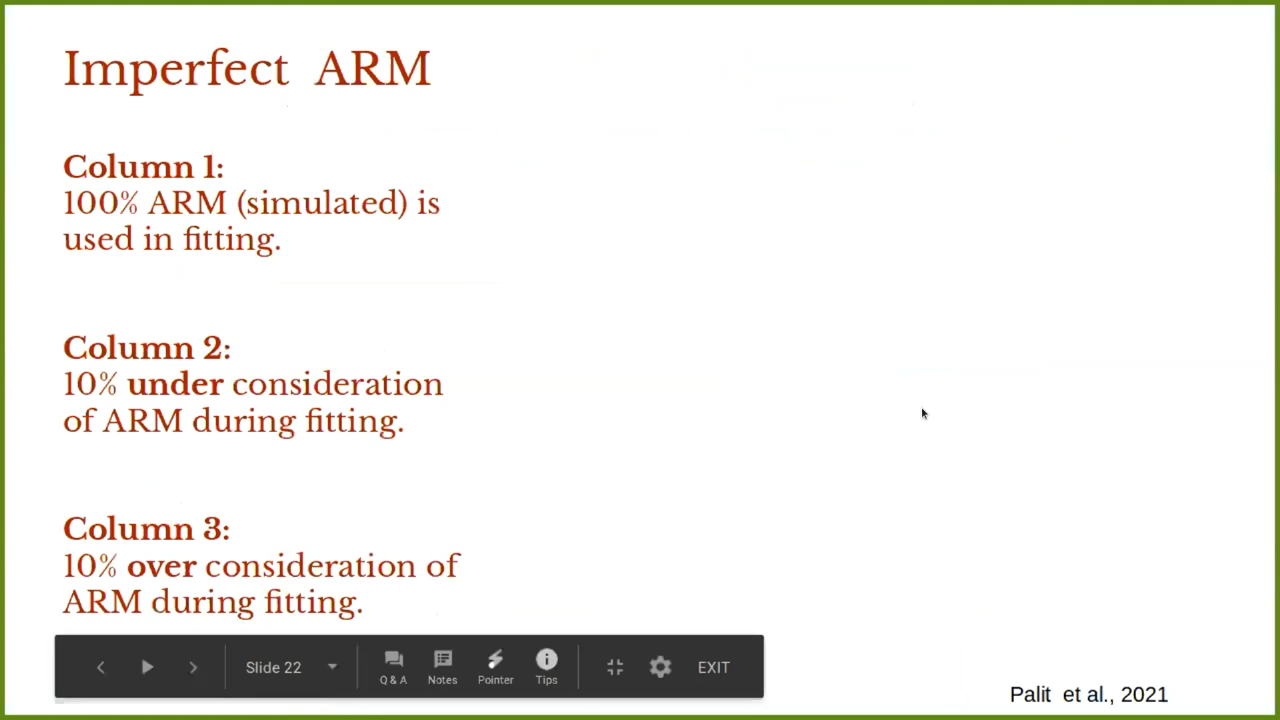 Imperfect ARM
Column 1:
100% ARM (simulated) is
used in fitting.
Column 2:
10% under consideration
of ARM during fitting.
Column 3:
10% over consideration of
ARM during fitting.
Slide 22
Q & A
Notes
Pointer
Tips
EXIT
Palit et al., 2021